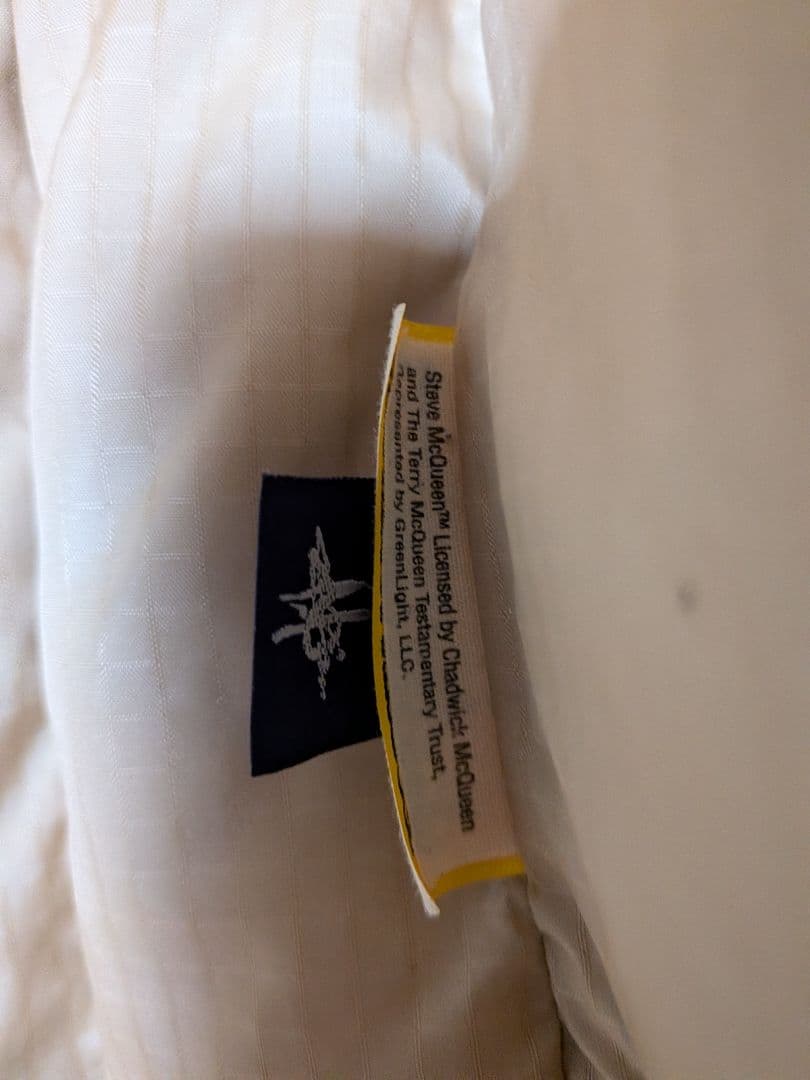 Steve McQueen™ Licensed by Chadwick McQueen
and The Terry McQueen Testamentary Trust,
Represented by GreenLight, LLC.